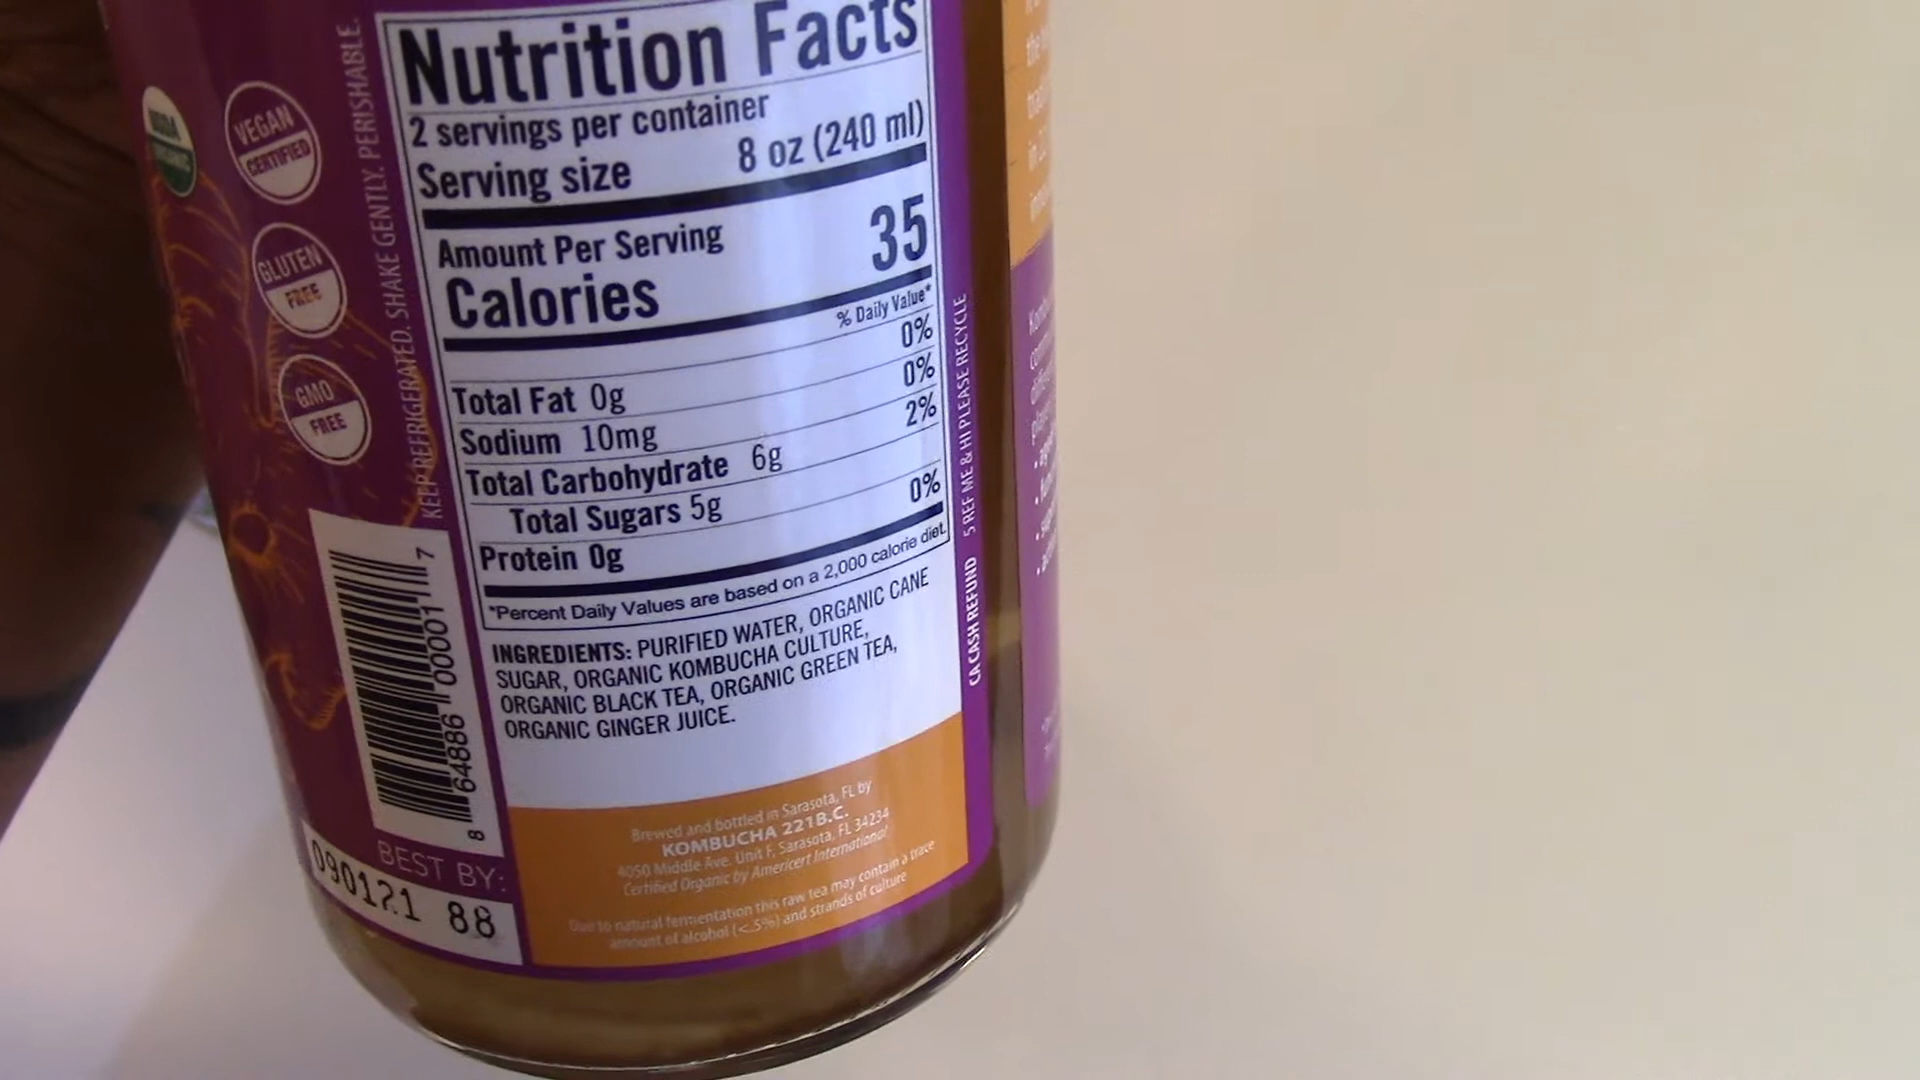 Nutrition Facts
2 servings per container
Serving size 8 oz (240 ml)
Amount Per Serving
Calories 35
% Daily Value*
Total Fat 0g 0%
Sodium 10mg 0%
Total Carbohydrate 6g 2%
Total Sugars 5g
Protein 0g 0%
*Percent Daily Values are based on a 2,000 calorie diet.
INGREDIENTS: PURIFIED WATER, ORGANIC CANE
SUGAR, ORGANIC KOMBUCHA CULTURE,
ORGANIC BLACK TEA, ORGANIC GREEN TEA,
ORGANIC GINGER JUICE.
Brewed and bottled in Sarasota, FL by
KOMBUCHA 221B.C.
4050 Middle Ave. Unit F, Sarasota, FL 34234
Certified Organic by Americert International
Due to natural fermentation this raw tea may contain a trace
amount of alcohol (<.5%) and strands of culture
USDA
ORGANIC
VEGAN
CERTIFIED
GLUTEN
FREE
GMO
FREE
KEEP REFRIGERATED. SHAKE GENTLY. PERISHABLE.
8 64886 00001 7
BEST BY:
090121 88
CA CASH REFUND 5 REF ME & HI PLEASE RECYCLE